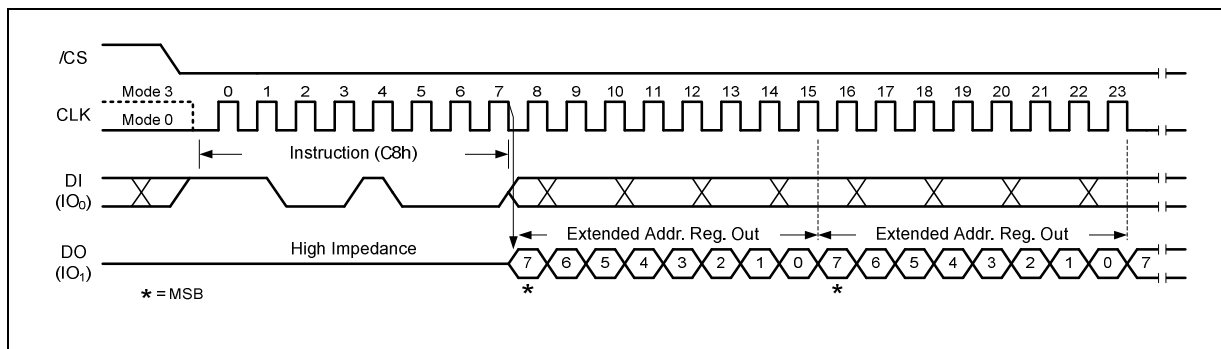 /CS
Mode 3
0 1 2 3 4 5 6 7 8 9 10 11 12 13 14 15 16 17 18 19 20 21 22 23
CLK
Mode 0
Instruction (C8h)
DI
(IO0)
Extended Addr. Reg. Out
Extended Addr. Reg. Out
High Impedance
DO
(IO1)
7 6 5 4 3 2 1 0 7 6 5 4 3 2 1 0 7
* *
* = MSB